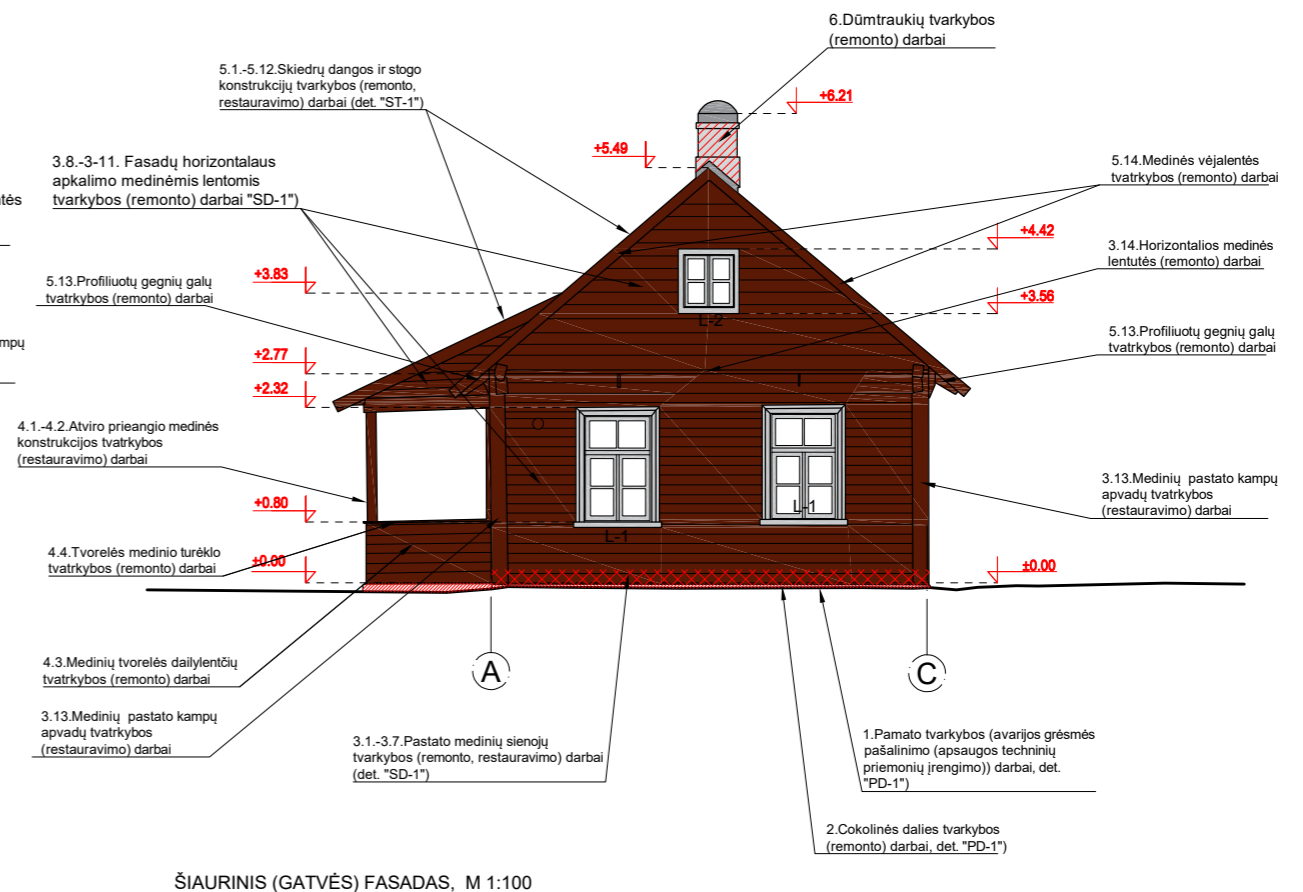 6.Dūmtraukių tvarkybos
(remonto) darbai
5.1.-5.12.Skiedrų dangos ir stogo
konstrukcijų tvarkybos (remonto,
restauravimo) darbai (det. "ST-1")
+6.21
+5.49
3.8.-3-11. Fasadų horizontalaus
apkalimo medinėmis lentomis
tvarkybos (remonto) darbai "SD-1")
tės
5.14.Medinės vėjalentės
tvatrkybos (remonto) darbai
+4.42
3.14.Horizontalios medinės
lentutės (remonto) darbai
+3.83
5.13.Profiliuotų gegnių galų
tvatrkybos (remonto) darbai
+3.56
L-2
mpų
5.13.Profiliuotų gegnių galų
tvatrkybos (remonto) darbai
+2.77
+2.32
4.1.-4.2.Atviro prieangio medinės
konstrukcijos tvatrkybos
(restauravimo) darbai
3.13.Medinių pastato kampų
apvadų tvatrkybos
(restauravimo) darbai
+0.80
L-1
L-1
4.4.Tvorelės medinio turėklo
tvatrkybos (remonto) darbai
±0.00
±0.00
A
C
4.3.Medinių tvorelės dailylentčių
tvatrkybos (remonto) darbai
3.13.Medinių pastato kampų
apvadų tvatrkybos
(restauravimo) darbai
3.1.-3.7.Pastato medinių sienojų
tvarkybos (remonto, restauravimo) darbai
(det. "SD-1")
1.Pamato tvarkybos (avarijos grėsmės
pašalinimo (apsaugos techninių
priemonių įrengimo)) darbai, det.
"PD-1")
2.Cokolinės dalies tvarkybos
(remonto) darbai, det. "PD-1")
ŠIAURINIS (GATVĖS) FASADAS, M 1:100